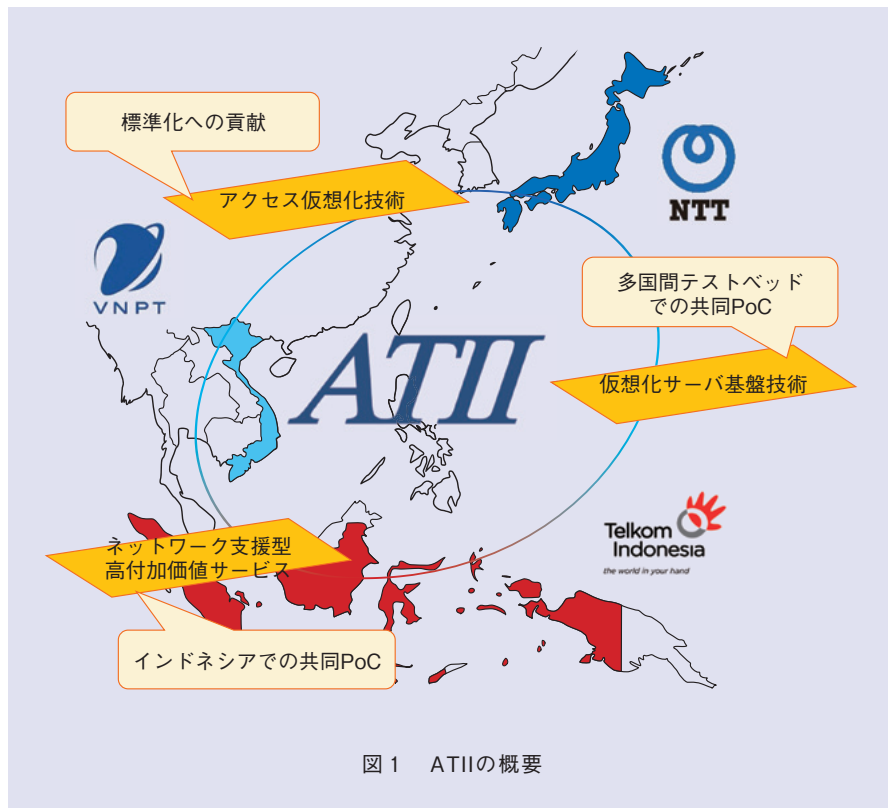 標準化への貢献
アクセス仮想化技術
NTT
VNPT
多国間テストベッド
での共同PoC
ATII
仮想化サーバ基盤技術
Telkom
Indonesia
the world in your hand
ネットワーク支援型
高付加価値サービス
インドネシアでの共同PoC
図1 ATIIの概要